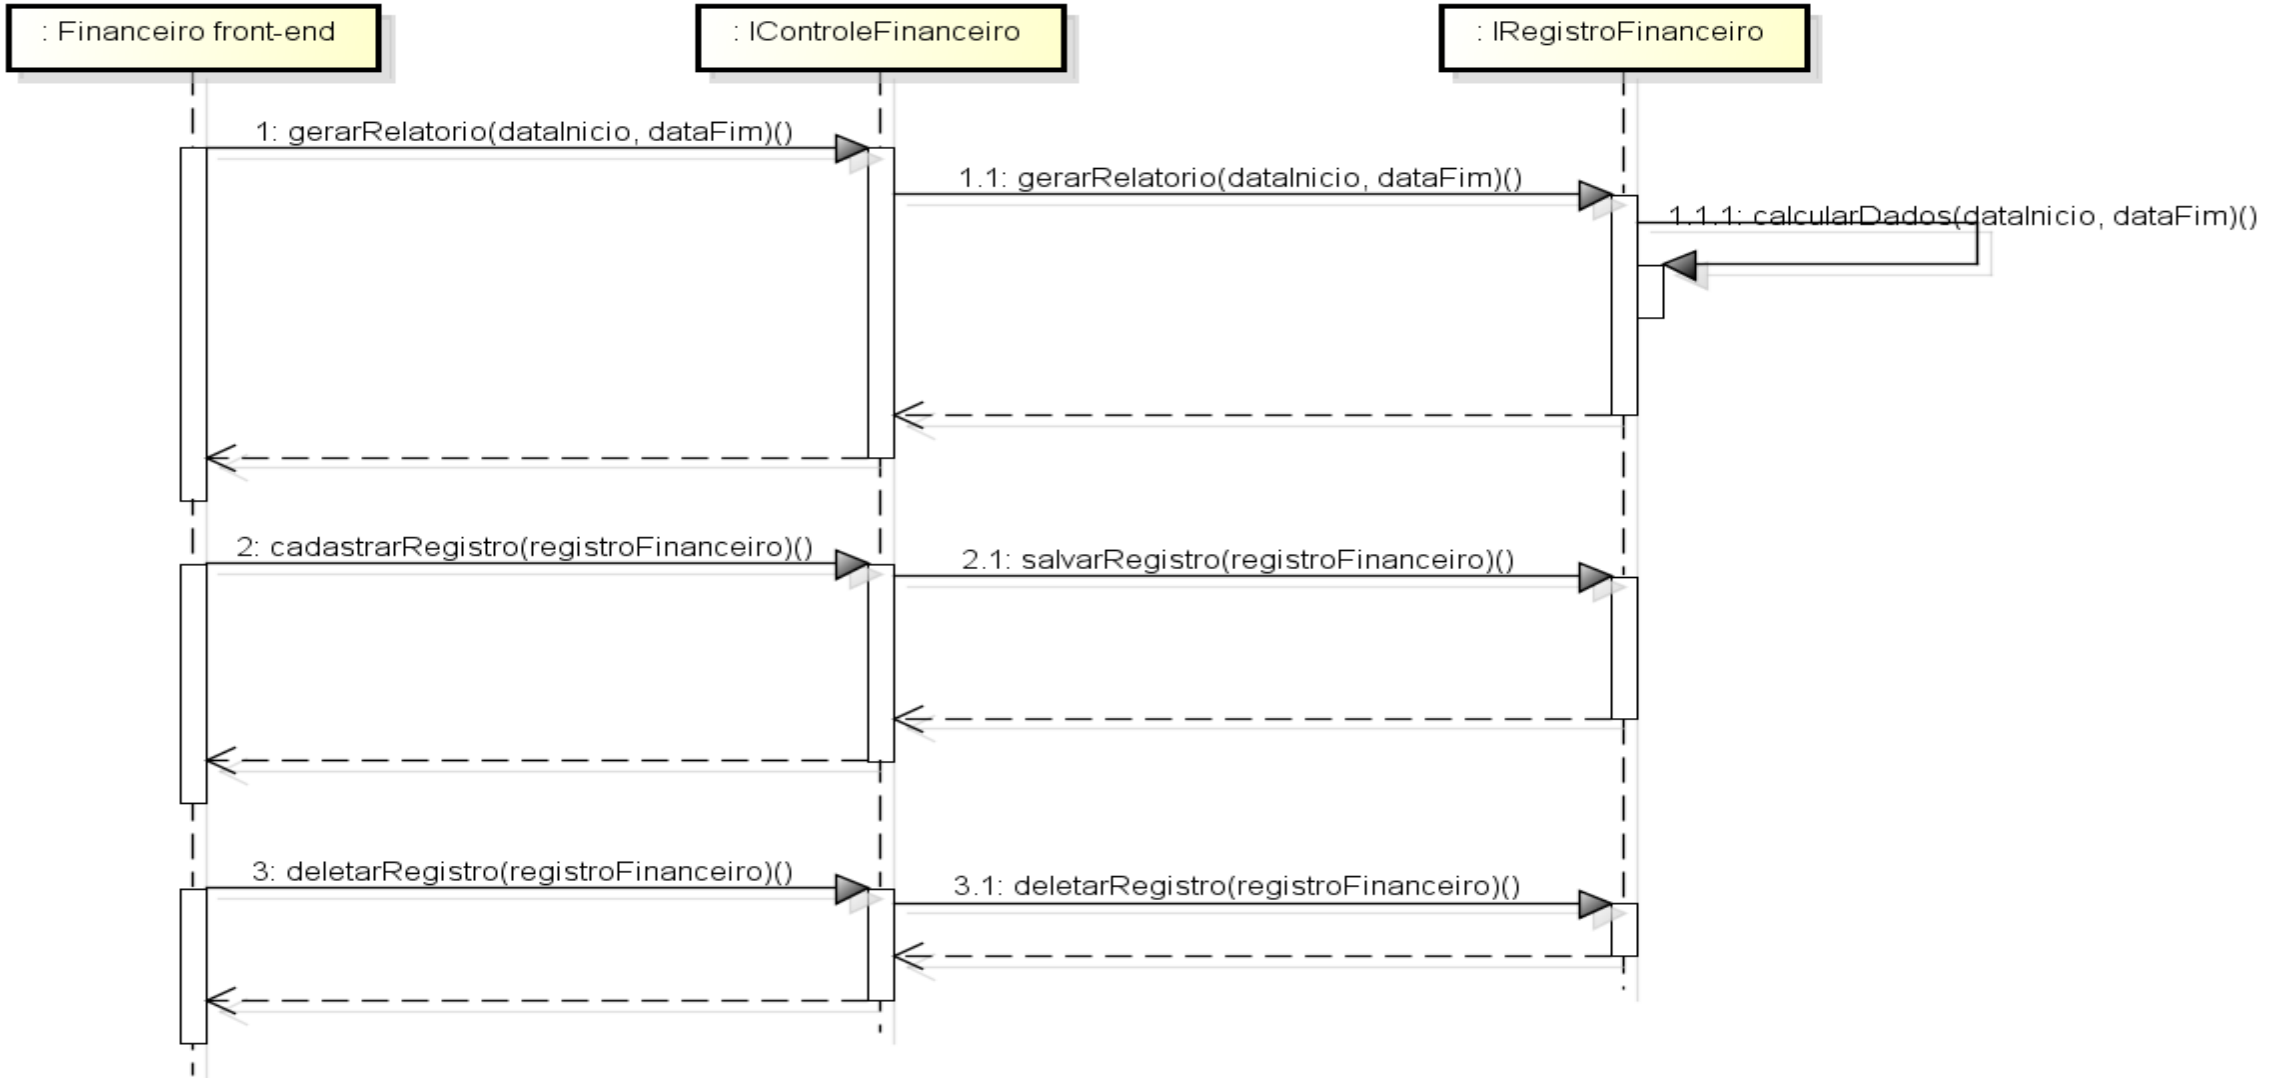 : Financeiro front-end
: IControleFinanceiro
: IRegistroFinanceiro
1: gerarRelatorio(dataInicio, dataFim)()
1.1: gerarRelatorio(dataInicio, dataFim)()
1.1.1: calcularDados(dataInicio, dataFim)()
2: cadastrarRegistro(registroFinanceiro)()
2.1: salvarRegistro(registroFinanceiro)()
3: deletarRegistro(registroFinanceiro)()
3.1: deletarRegistro(registroFinanceiro)()